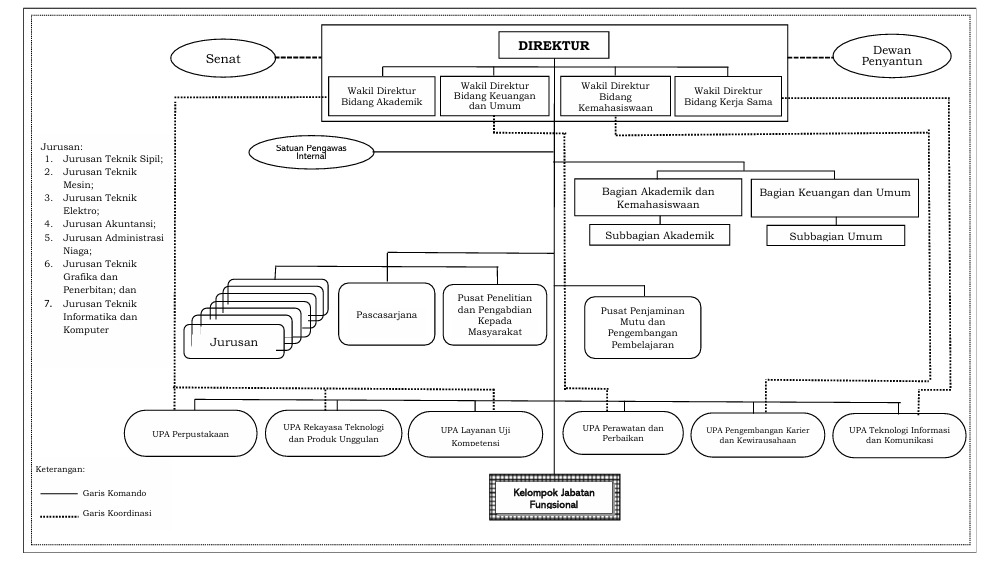 DIREKTUR
Senat
Dewan
Penyantun
Wakil Direktur
Bidang Akademik
Wakil Direktur
Bidang Keuangan
dan Umum
Wakil Direktur
Bidang
Kemahasiswaan
Wakil Direktur
Bidang Kerja Sama
Satuan Pengawas
Internal
Jurusan:
1. Jurusan Teknik Sipil;
2. Jurusan Teknik
Mesin;
3. Jurusan Teknik
Elektro;
4. Jurusan Akuntansi;
5. Jurusan Administrasi
Niaga;
6. Jurusan Teknik
Grafika dan
Penerbitan; dan
7. Jurusan Teknik
Informatika dan
Komputer
Bagian Akademik dan
Kemahasiswaan
Bagian Keuangan dan Umum
Subbagian Akademik
Subbagian Umum
Jurusan
Pascasarjana
Pusat Penelitian
dan Pengabdian
Kepada
Masyarakat
Pusat Penjaminan
Mutu dan
Pengembangan
Pembelajaran
UPA Perpustakaan
UPA Rekayasa Teknologi
dan Produk Unggulan
UPA Layanan Uji
Kompetensi
UPA Perawatan dan
Perbaikan
UPA Pengembangan Karier
dan Kewirausahaan
UPA Teknologi Informasi
dan Komunikasi
Keterangan:
Garis Komando
Garis Koordinasi
Kelompok Jabatan
Fungsional